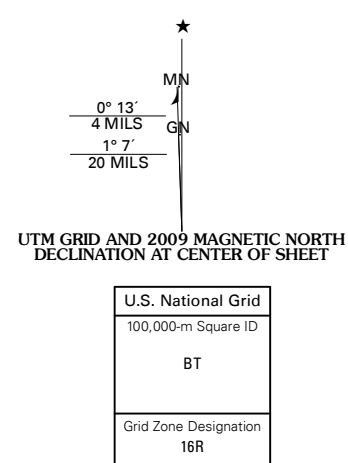 MN
0° 13´
4 MILS
GN
1° 7´
20 MILS
UTM GRID AND 2009 MAGNETIC NORTH
DECLINATION AT CENTER OF SHEET
U.S. National Grid
100,000-m Square ID
BT
Grid Zone Designation
16R